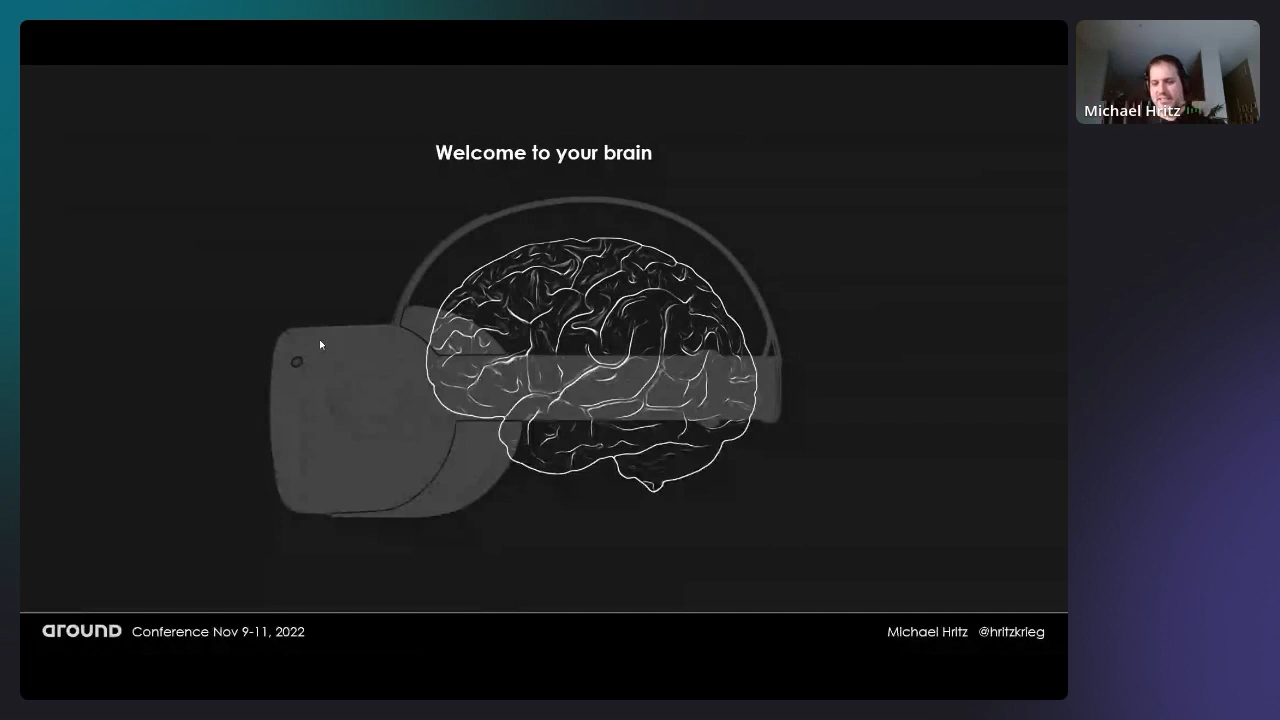 Welcome to your brain
Michael Hritz
around Conference Nov 9-11, 2022
Michael Hritz @hritzkrieg